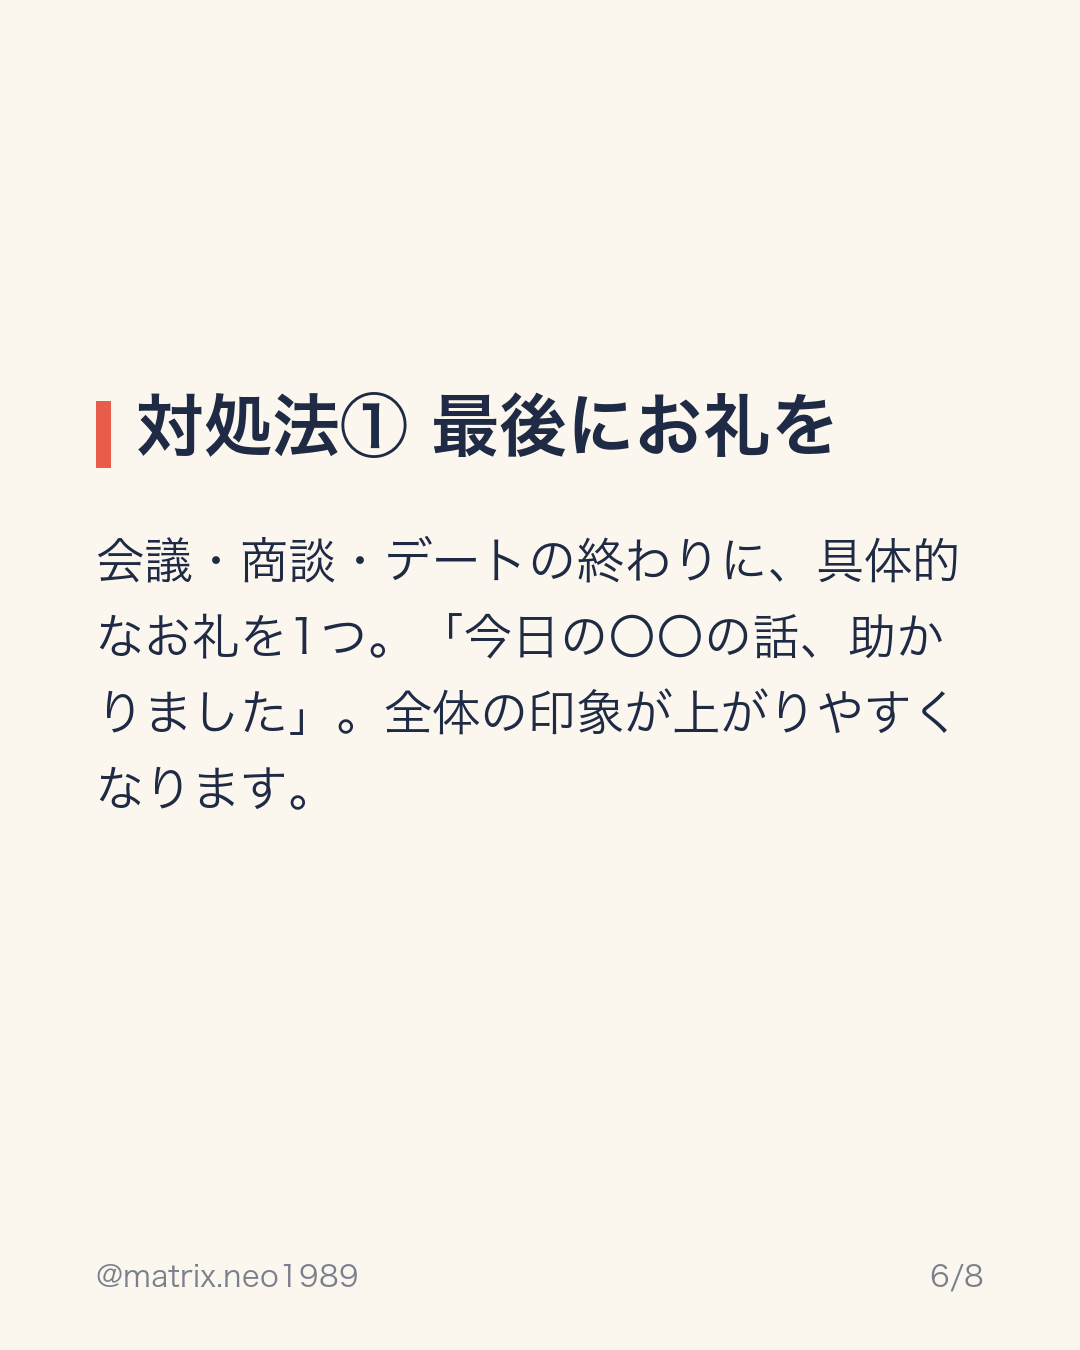 対処法① 最後にお礼を
会議・商談・デートの終わりに、具体的
なお礼を1つ。「今日の〇〇の話、助か
りました」。全体の印象が上がりやすく
なります。
@matrix.neo1989
6/8